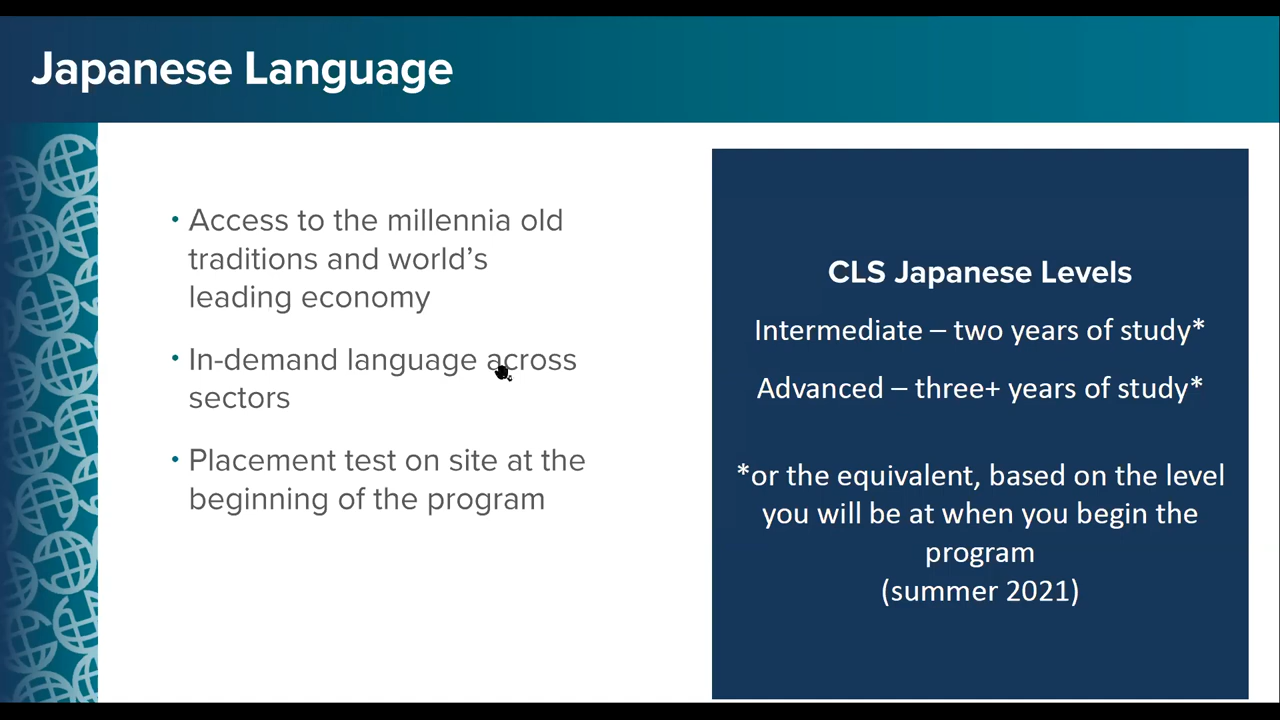 Japanese Language
• Access to the millennia old
traditions and world’s
leading economy
• In-demand language across
sectors
• Placement test on site at the
beginning of the program
CLS Japanese Levels
Intermediate – two years of study*
Advanced – three+ years of study*
*or the equivalent, based on the level
you will be at when you begin the
program
(summer 2021)